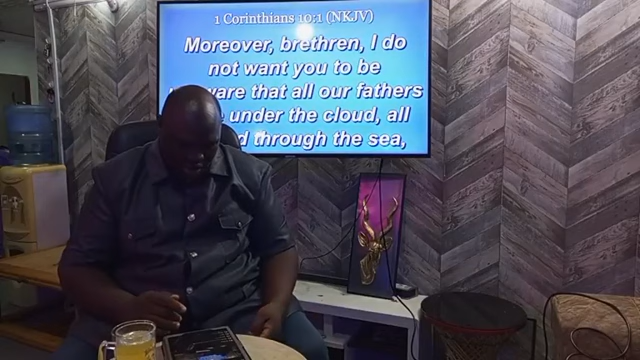 1 Corinthians 10:1 (NKJV)
Moreover, brethren, I do
not want you to be
that all our fathers
under the cloud, all
through the sea,